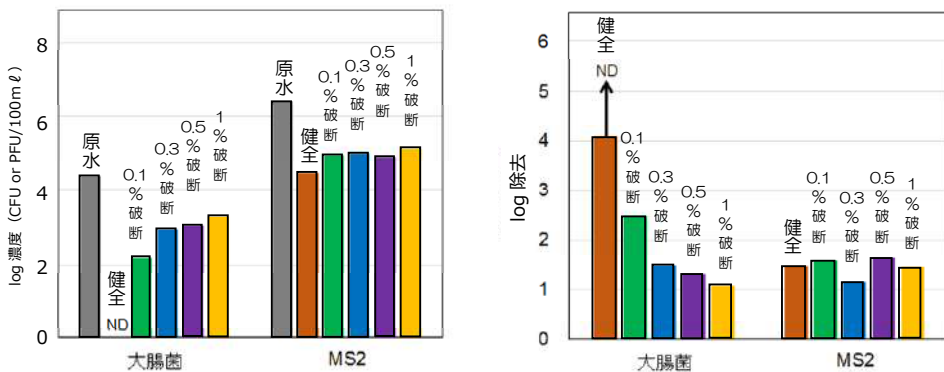 log 濃度 (CFU or PFU/100mℓ)
8
6
4
2
0
原水
健全
ND
0.1%破断
0.3%破断
0.5%破断
1%破断
大腸菌
原水
健全
0.1%破断
0.3%破断
0.5%破断
1%破断
MS2
log 除去
6
5
4
3
2
1
0
健全
ND
0.1%破断
0.3%破断
0.5%破断
1%破断
大腸菌
健全
0.1%破断
0.3%破断
0.5%破断
1%破断
MS2